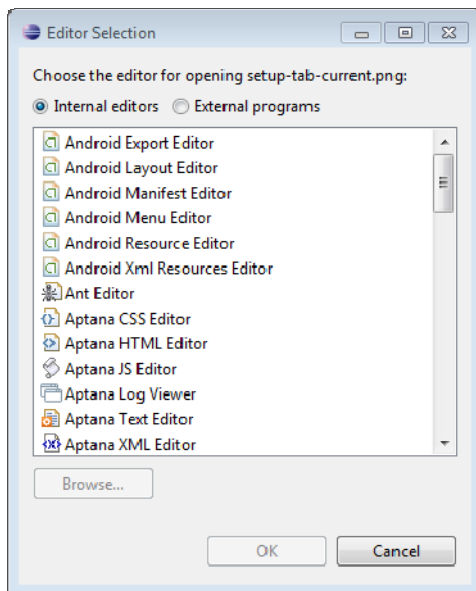 Editor Selection
Choose the editor for opening setup-tab-current.png:
Internal editors External programs
Android Export Editor
Android Layout Editor
Android Manifest Editor
Android Menu Editor
Android Resource Editor
Android Xml Resources Editor
Ant Editor
Aptana CSS Editor
Aptana HTML Editor
Aptana JS Editor
Aptana Log Viewer
Aptana Text Editor
Aptana XML Editor
Browse...
OK Cancel